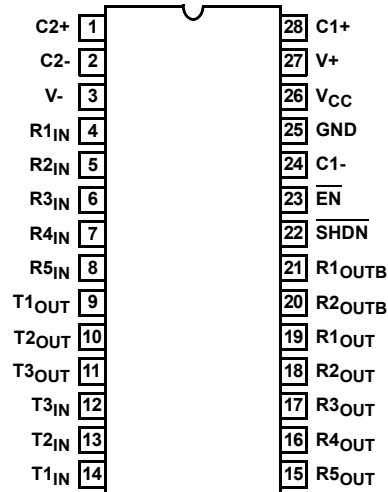 C2+ 1 28 C1+
C2- 2 27 V+
V- 3 26 VCC
R1IN 4 25 GND
R2IN 5 24 C1-
R3IN 6 23 EN
R4IN 7 22 SHDN
R5IN 8 21 R1OUTB
T1OUT 9 20 R2OUTB
T2OUT 10 19 R1OUT
T3OUT 11 18 R2OUT
T3IN 12 17 R3OUT
T2IN 13 16 R4OUT
T1IN 14 15 R5OUT